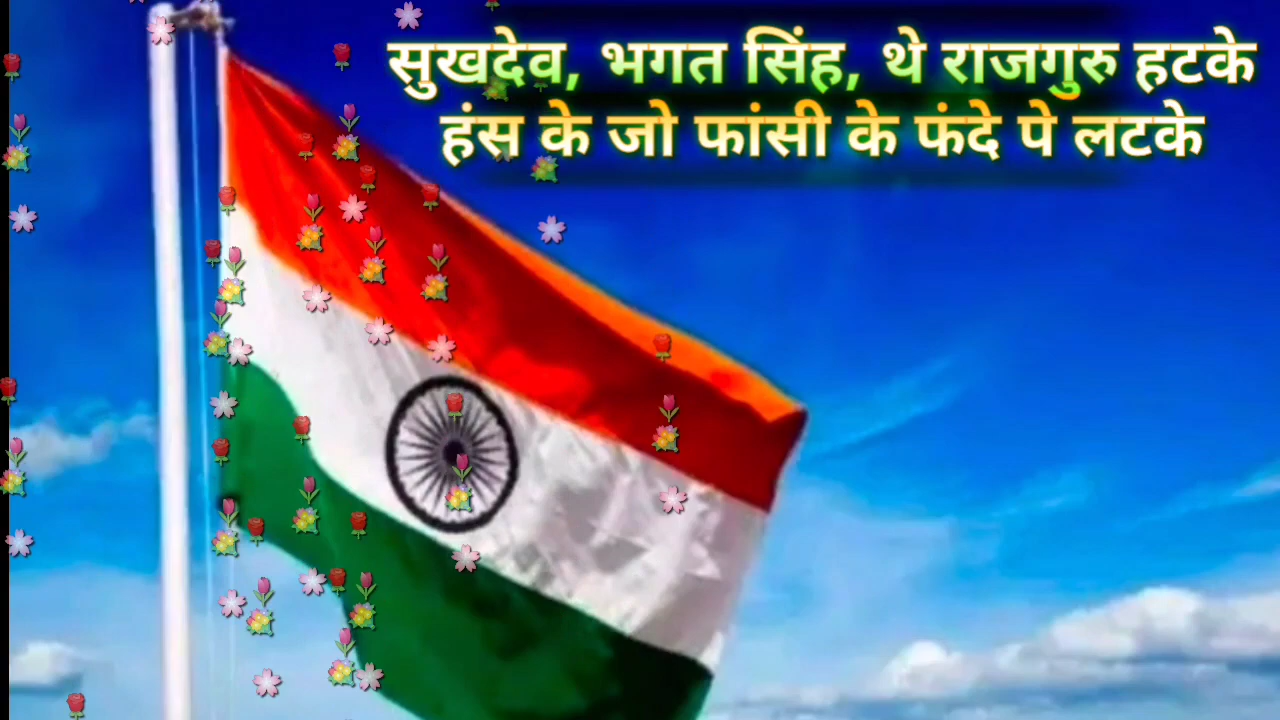 सुखदेव, भगत सिंह, थे राजगुरु हटके
हंस के जो फांसी के फंदे पे लटके